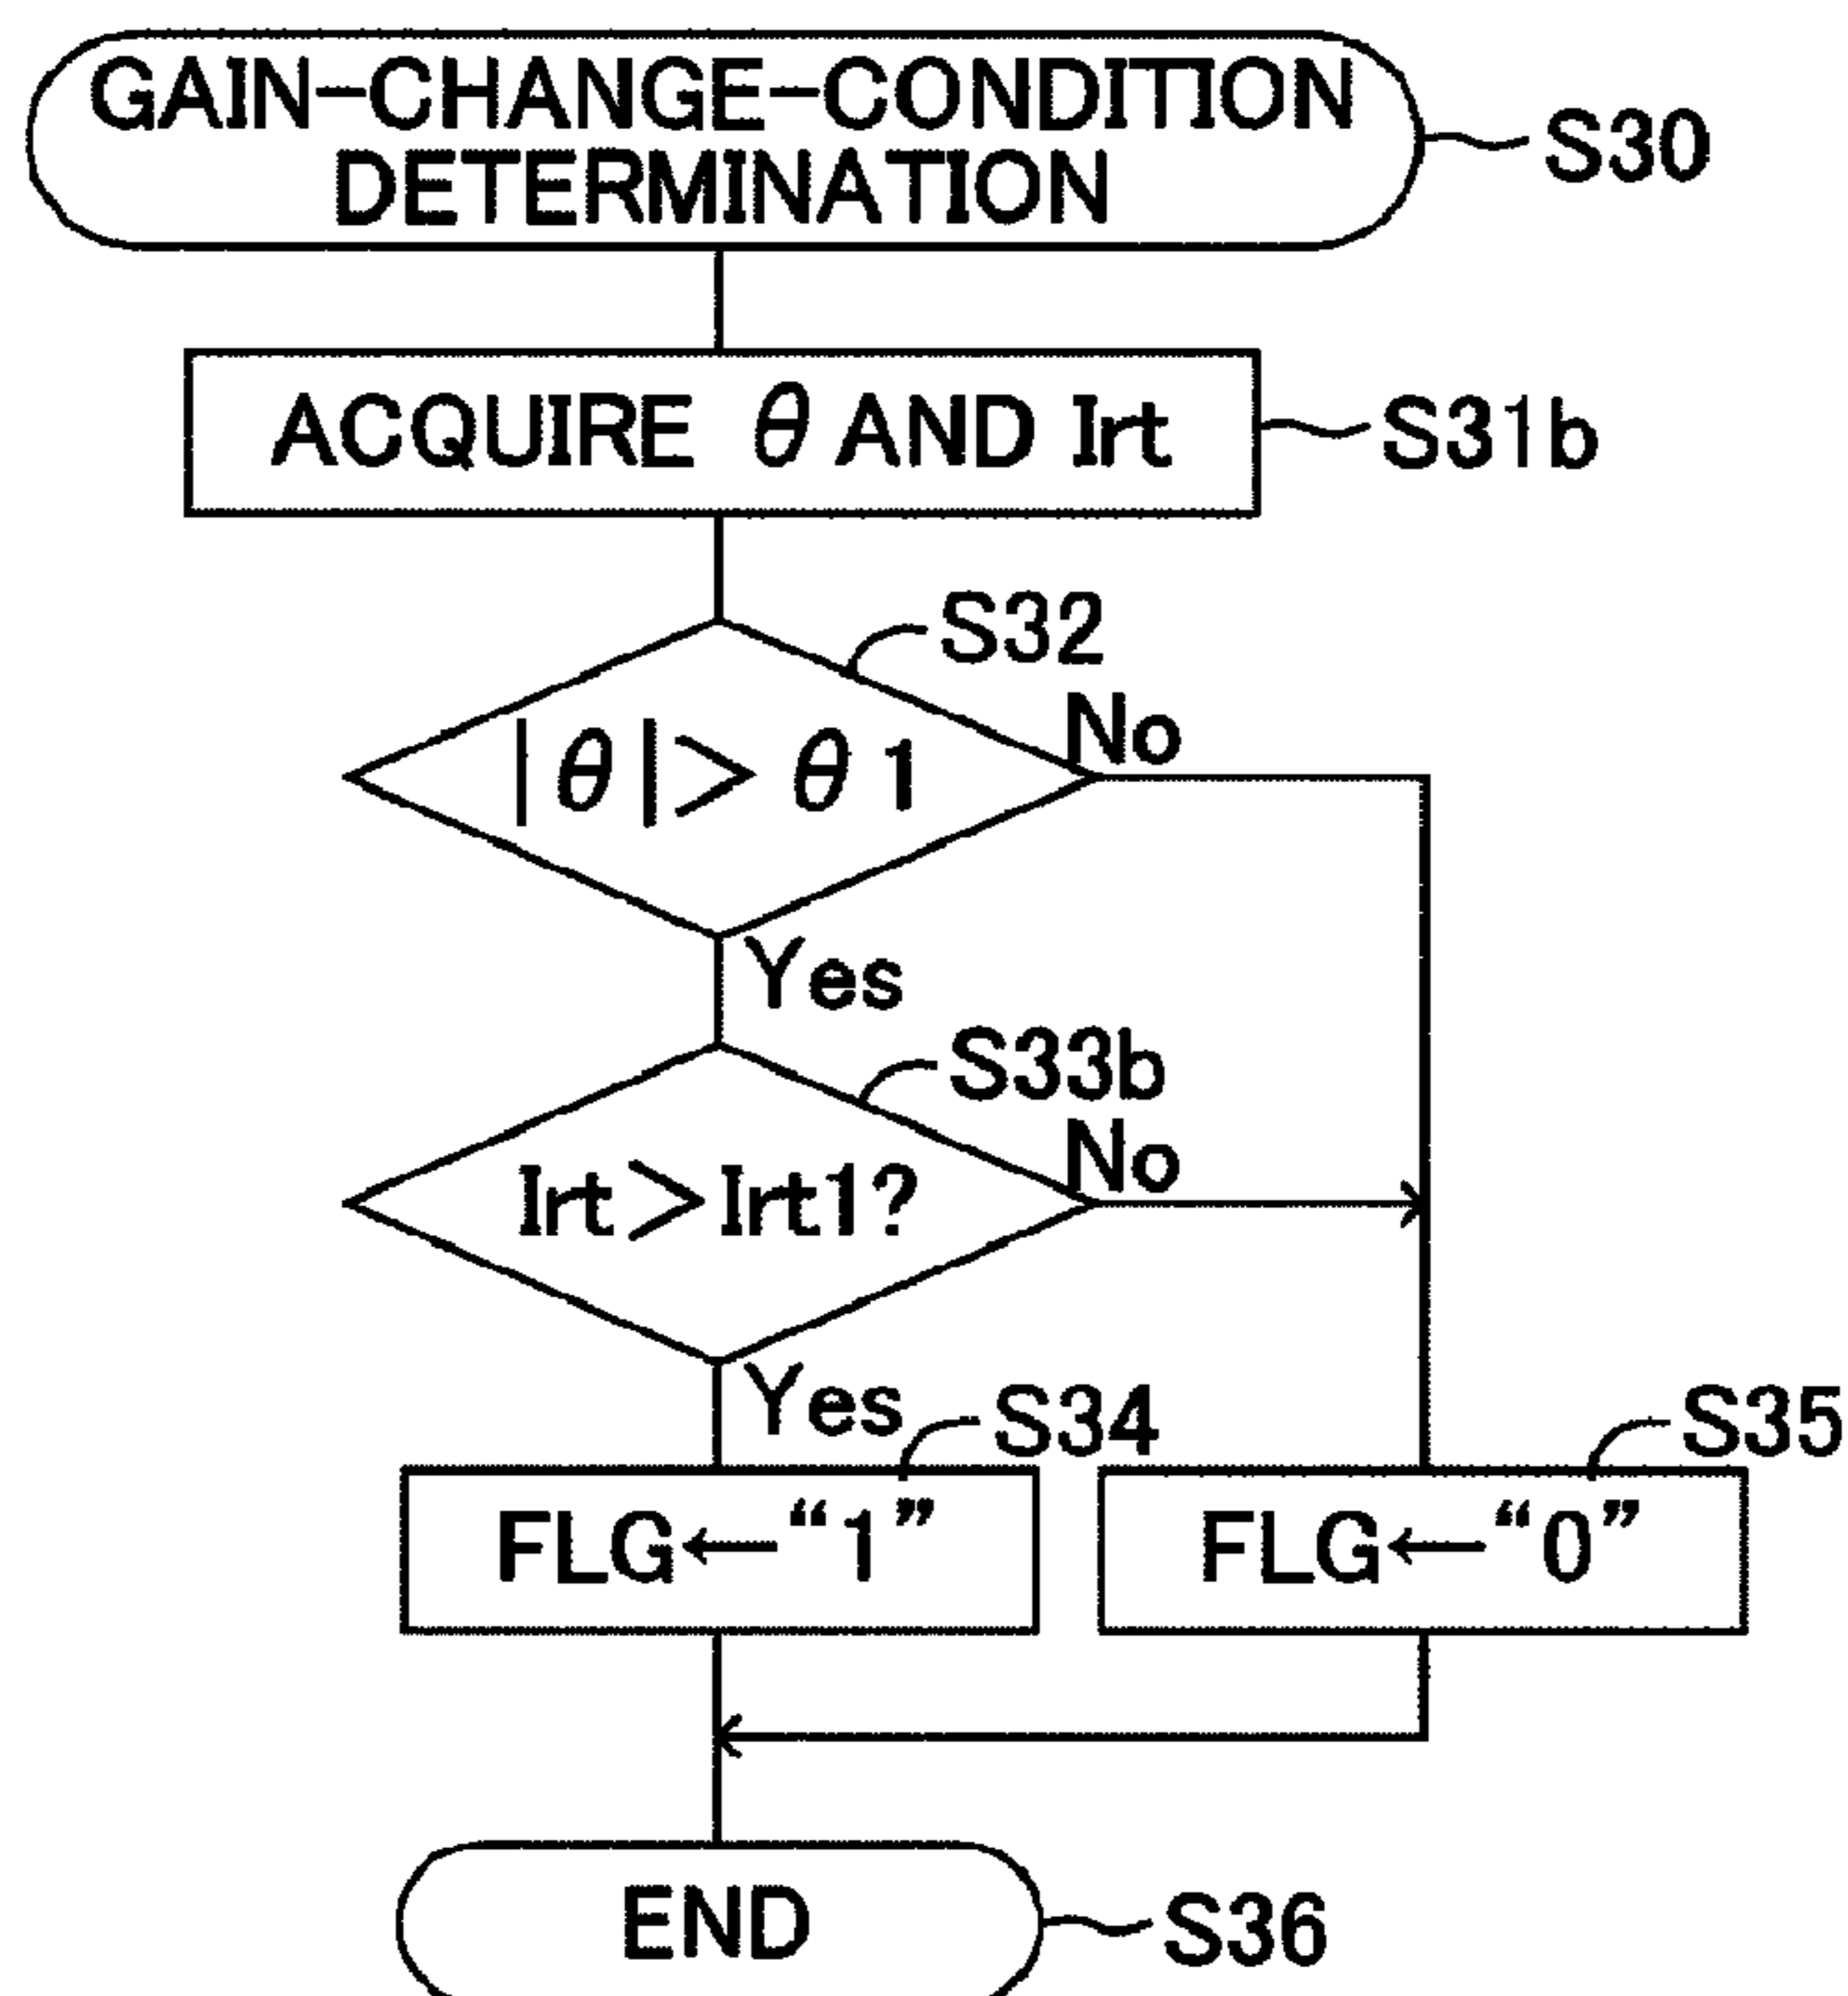 GAIN-CHANGE-CONDITION
DETERMINATION
S30
ACQUIRE θ AND Irt
S31b
S32
|θ|>θ1
No
Yes
S33b
Irt>Irt1?
No
Yes
S34
FLG←“1”
S35
FLG←“0”
END
S36